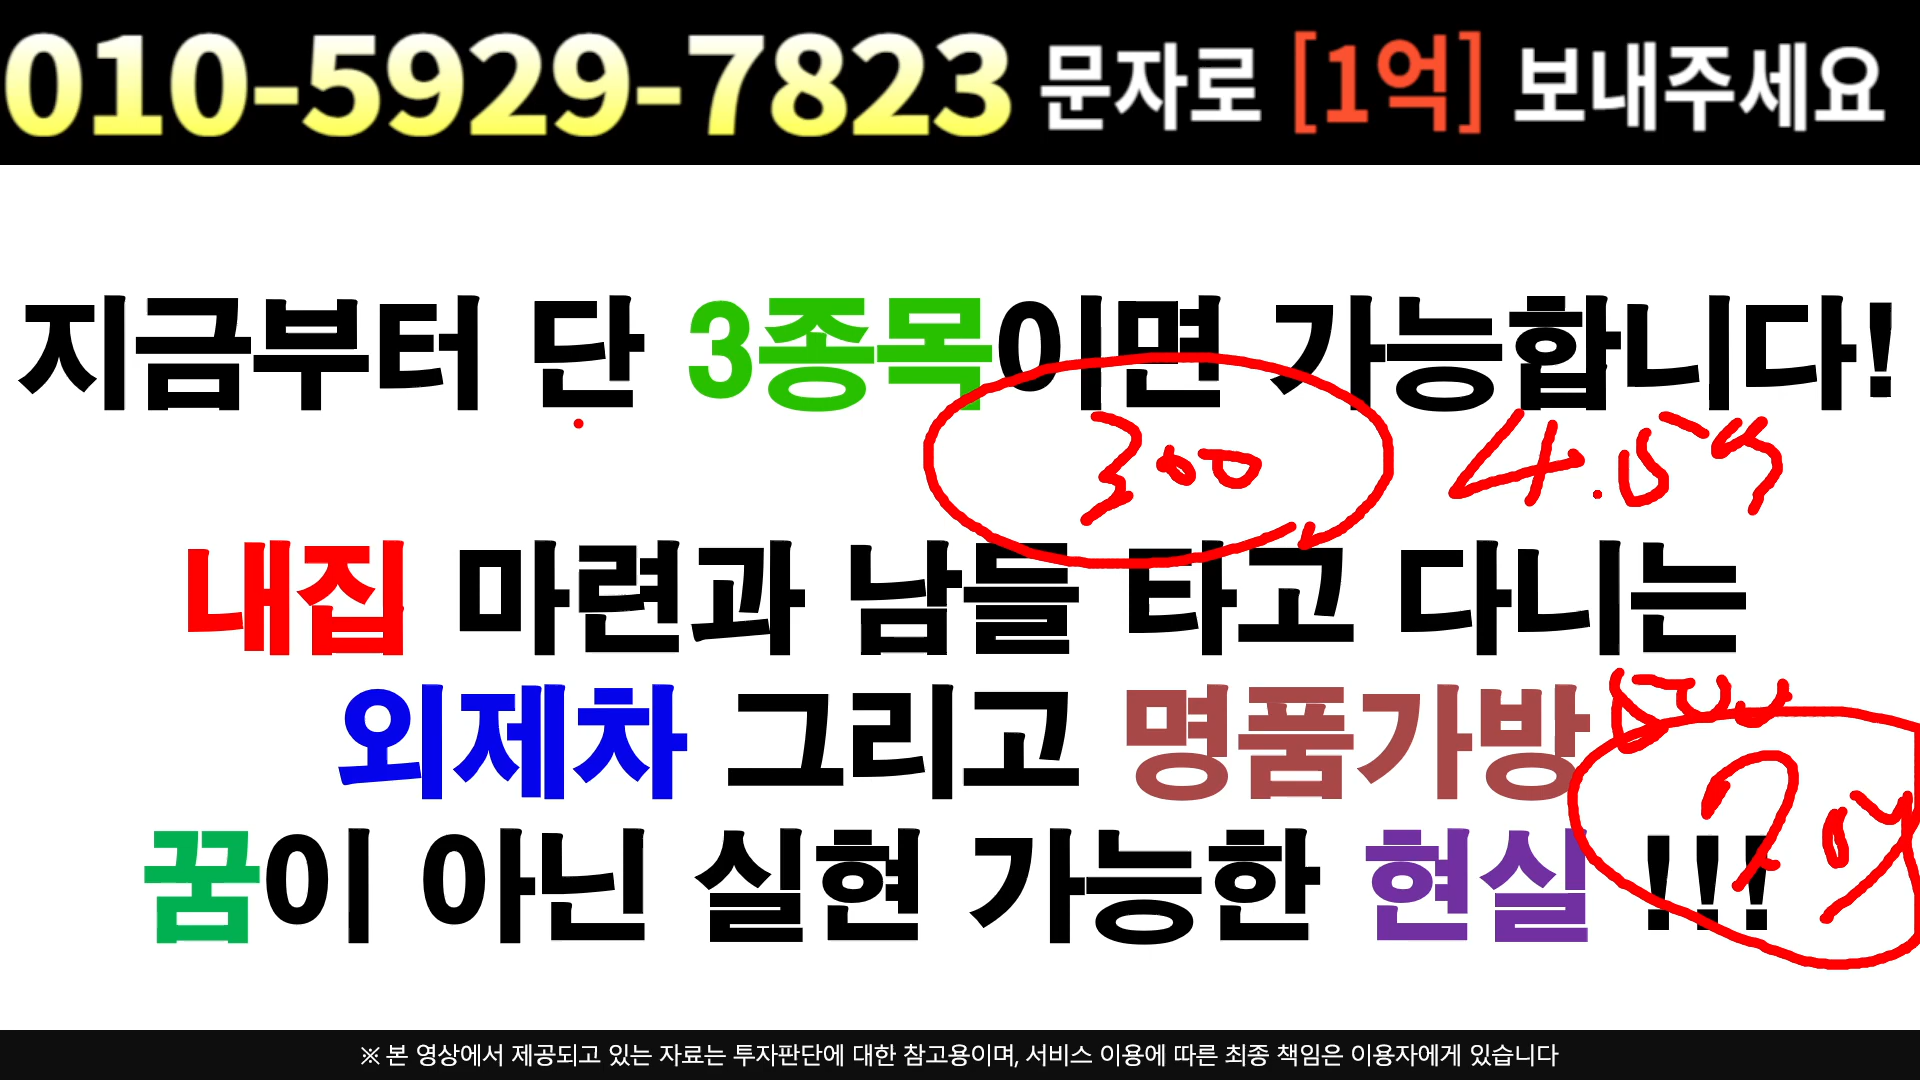 010-5929-7823 문자로 [1억] 보내주세요
지금부터 단 3종목이면 가능합니다!
300 4.5억
내집 마련과 남들 타고 다니는
500
외제차 그리고 명품가방
꿈이 아닌 실현 가능한 현실 !!!
※ 본 영상에서 제공되고 있는 자료는 투자판단에 대한 참고용이며, 서비스 이용에 따른 최종 책임은 이용자에게 있습니다